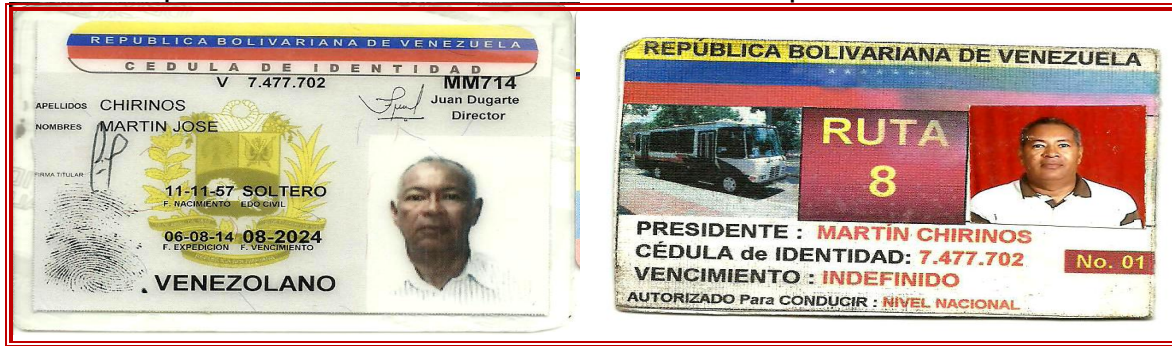 REPUBLICA BOLIVARIANA DE VENEZUELA
CEDULA DE IDENTIDAD
V 7.477.702
MM714
Juan Dugarte
Director
APELLIDOS CHIRINOS
NOMBRES MARTIN JOSE
FIRMA TITULAR
11-11-57 SOLTERO
F. NACIMIENTO EDO CIVIL
06-08-14 08-2024
F. EXPEDICION F. VENCIMIENTO
VENEZOLANO
REPÚBLICA BOLIVARIANA DE VENEZUELA
RUTA
8
PRESIDENTE : MARTÍN CHIRINOS
CÉDULA de IDENTIDAD: 7.477.702
No. 01
VENCIMIENTO : INDEFINIDO
AUTORIZADO Para CONDUCIR : NIVEL NACIONAL